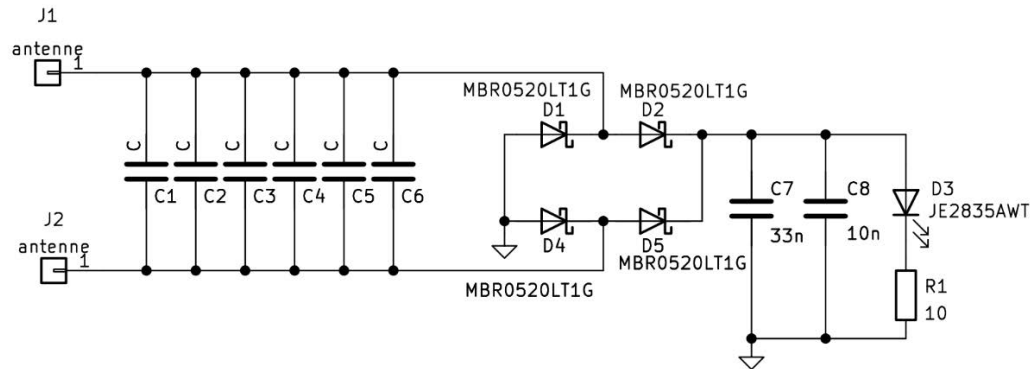 J1
antenne
1
C
C1
C
C2
C
C3
C
C4
C
C5
C
C6
J2
antenne
1
MBR0520LT1G
D1
MBR0520LT1G
D2
D4
MBR0520LT1G
D5
MBR0520LT1G
C7
33n
C8
10n
D3
JE2835AWT
R1
10